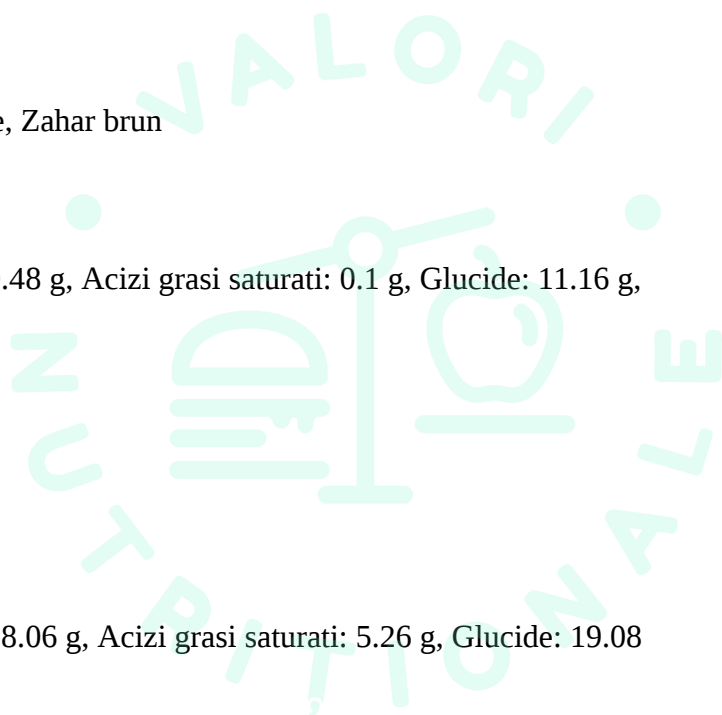 VALORI
, Zahar brun
.48 g, Acizi grasi saturati: 0.1 g, Glucide: 11.16 g,
NUTRITIONALE
8.06 g, Acizi grasi saturati: 5.26 g, Glucide: 19.08